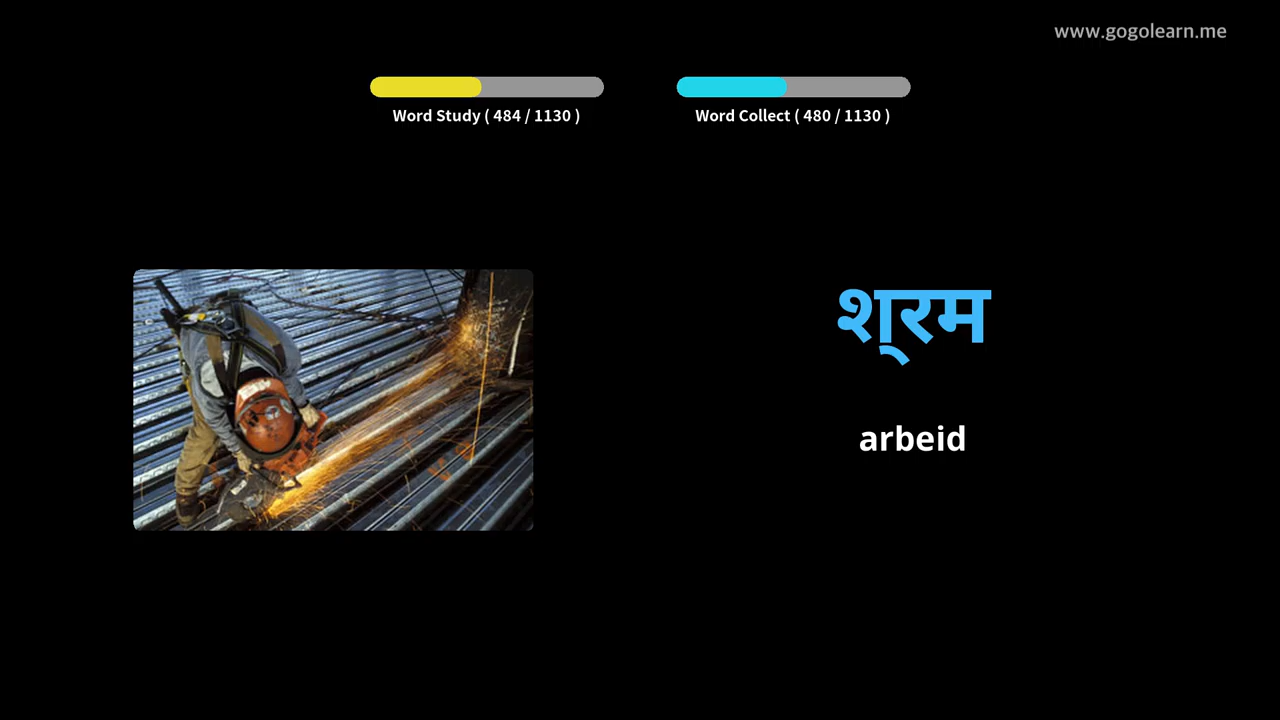 www.gogolearn.me
Word Study ( 484 / 1130 )
Word Collect ( 480 / 1130 )
श्रम
arbeid